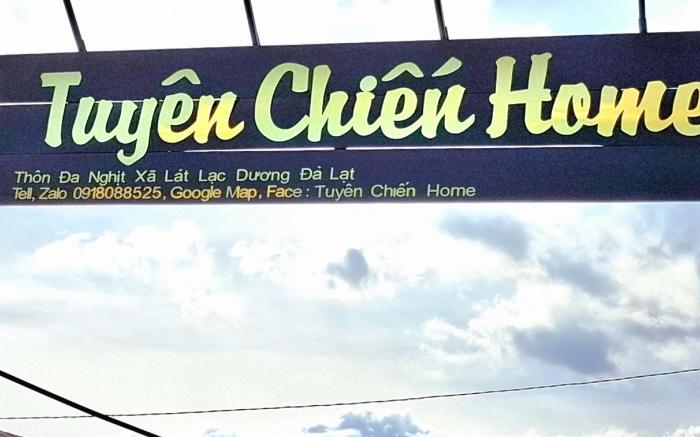 Tuyên Chiến Home
Thôn Đa Nghịt Xã Lát Lạc Dương Đà Lạt
Tell, Zalo 0918088525, Google Map, Face : Tuyên Chiến Home